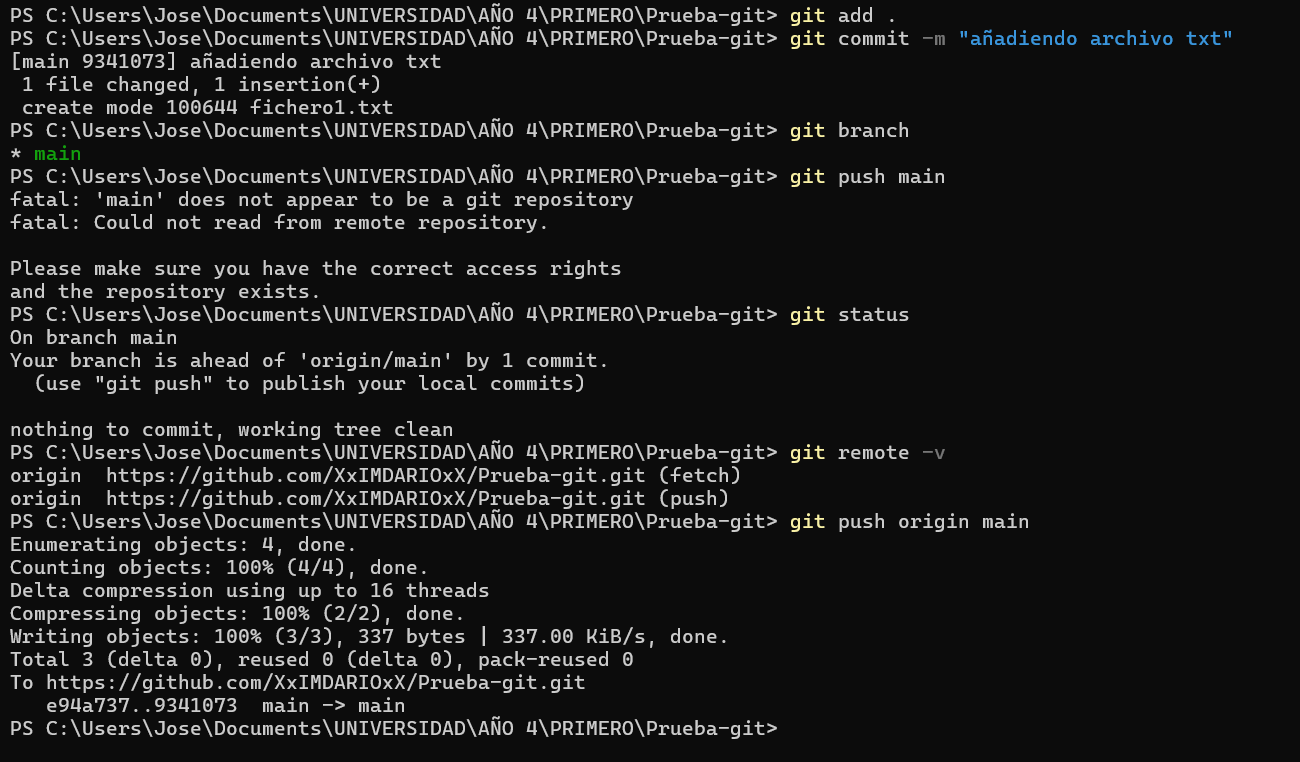 PS C:\Users\Jose\Documents\UNIVERSIDAD\AÑO 4\PRIMERO\Prueba-git> git add .
PS C:\Users\Jose\Documents\UNIVERSIDAD\AÑO 4\PRIMERO\Prueba-git> git commit -m "añadiendo archivo txt"
[main 9341073] añadiendo archivo txt
 1 file changed, 1 insertion(+)
 create mode 100644 fichero1.txt
PS C:\Users\Jose\Documents\UNIVERSIDAD\AÑO 4\PRIMERO\Prueba-git> git branch
* main
PS C:\Users\Jose\Documents\UNIVERSIDAD\AÑO 4\PRIMERO\Prueba-git> git push main
fatal: 'main' does not appear to be a git repository
fatal: Could not read from remote repository.

Please make sure you have the correct access rights
and the repository exists.
PS C:\Users\Jose\Documents\UNIVERSIDAD\AÑO 4\PRIMERO\Prueba-git> git status
On branch main
Your branch is ahead of 'origin/main' by 1 commit.
  (use "git push" to publish your local commits)

nothing to commit, working tree clean
PS C:\Users\Jose\Documents\UNIVERSIDAD\AÑO 4\PRIMERO\Prueba-git> git remote -v
origin  https://github.com/XxIMDARIOxX/Prueba-git.git (fetch)
origin  https://github.com/XxIMDARIOxX/Prueba-git.git (push)
PS C:\Users\Jose\Documents\UNIVERSIDAD\AÑO 4\PRIMERO\Prueba-git> git push origin main
Enumerating objects: 4, done.
Counting objects: 100% (4/4), done.
Delta compression using up to 16 threads
Compressing objects: 100% (2/2), done.
Writing objects: 100% (3/3), 337 bytes | 337.00 KiB/s, done.
Total 3 (delta 0), reused 0 (delta 0), pack-reused 0
To https://github.com/XxIMDARIOxX/Prueba-git.git
   e94a737..9341073  main -> main
PS C:\Users\Jose\Documents\UNIVERSIDAD\AÑO 4\PRIMERO\Prueba-git>